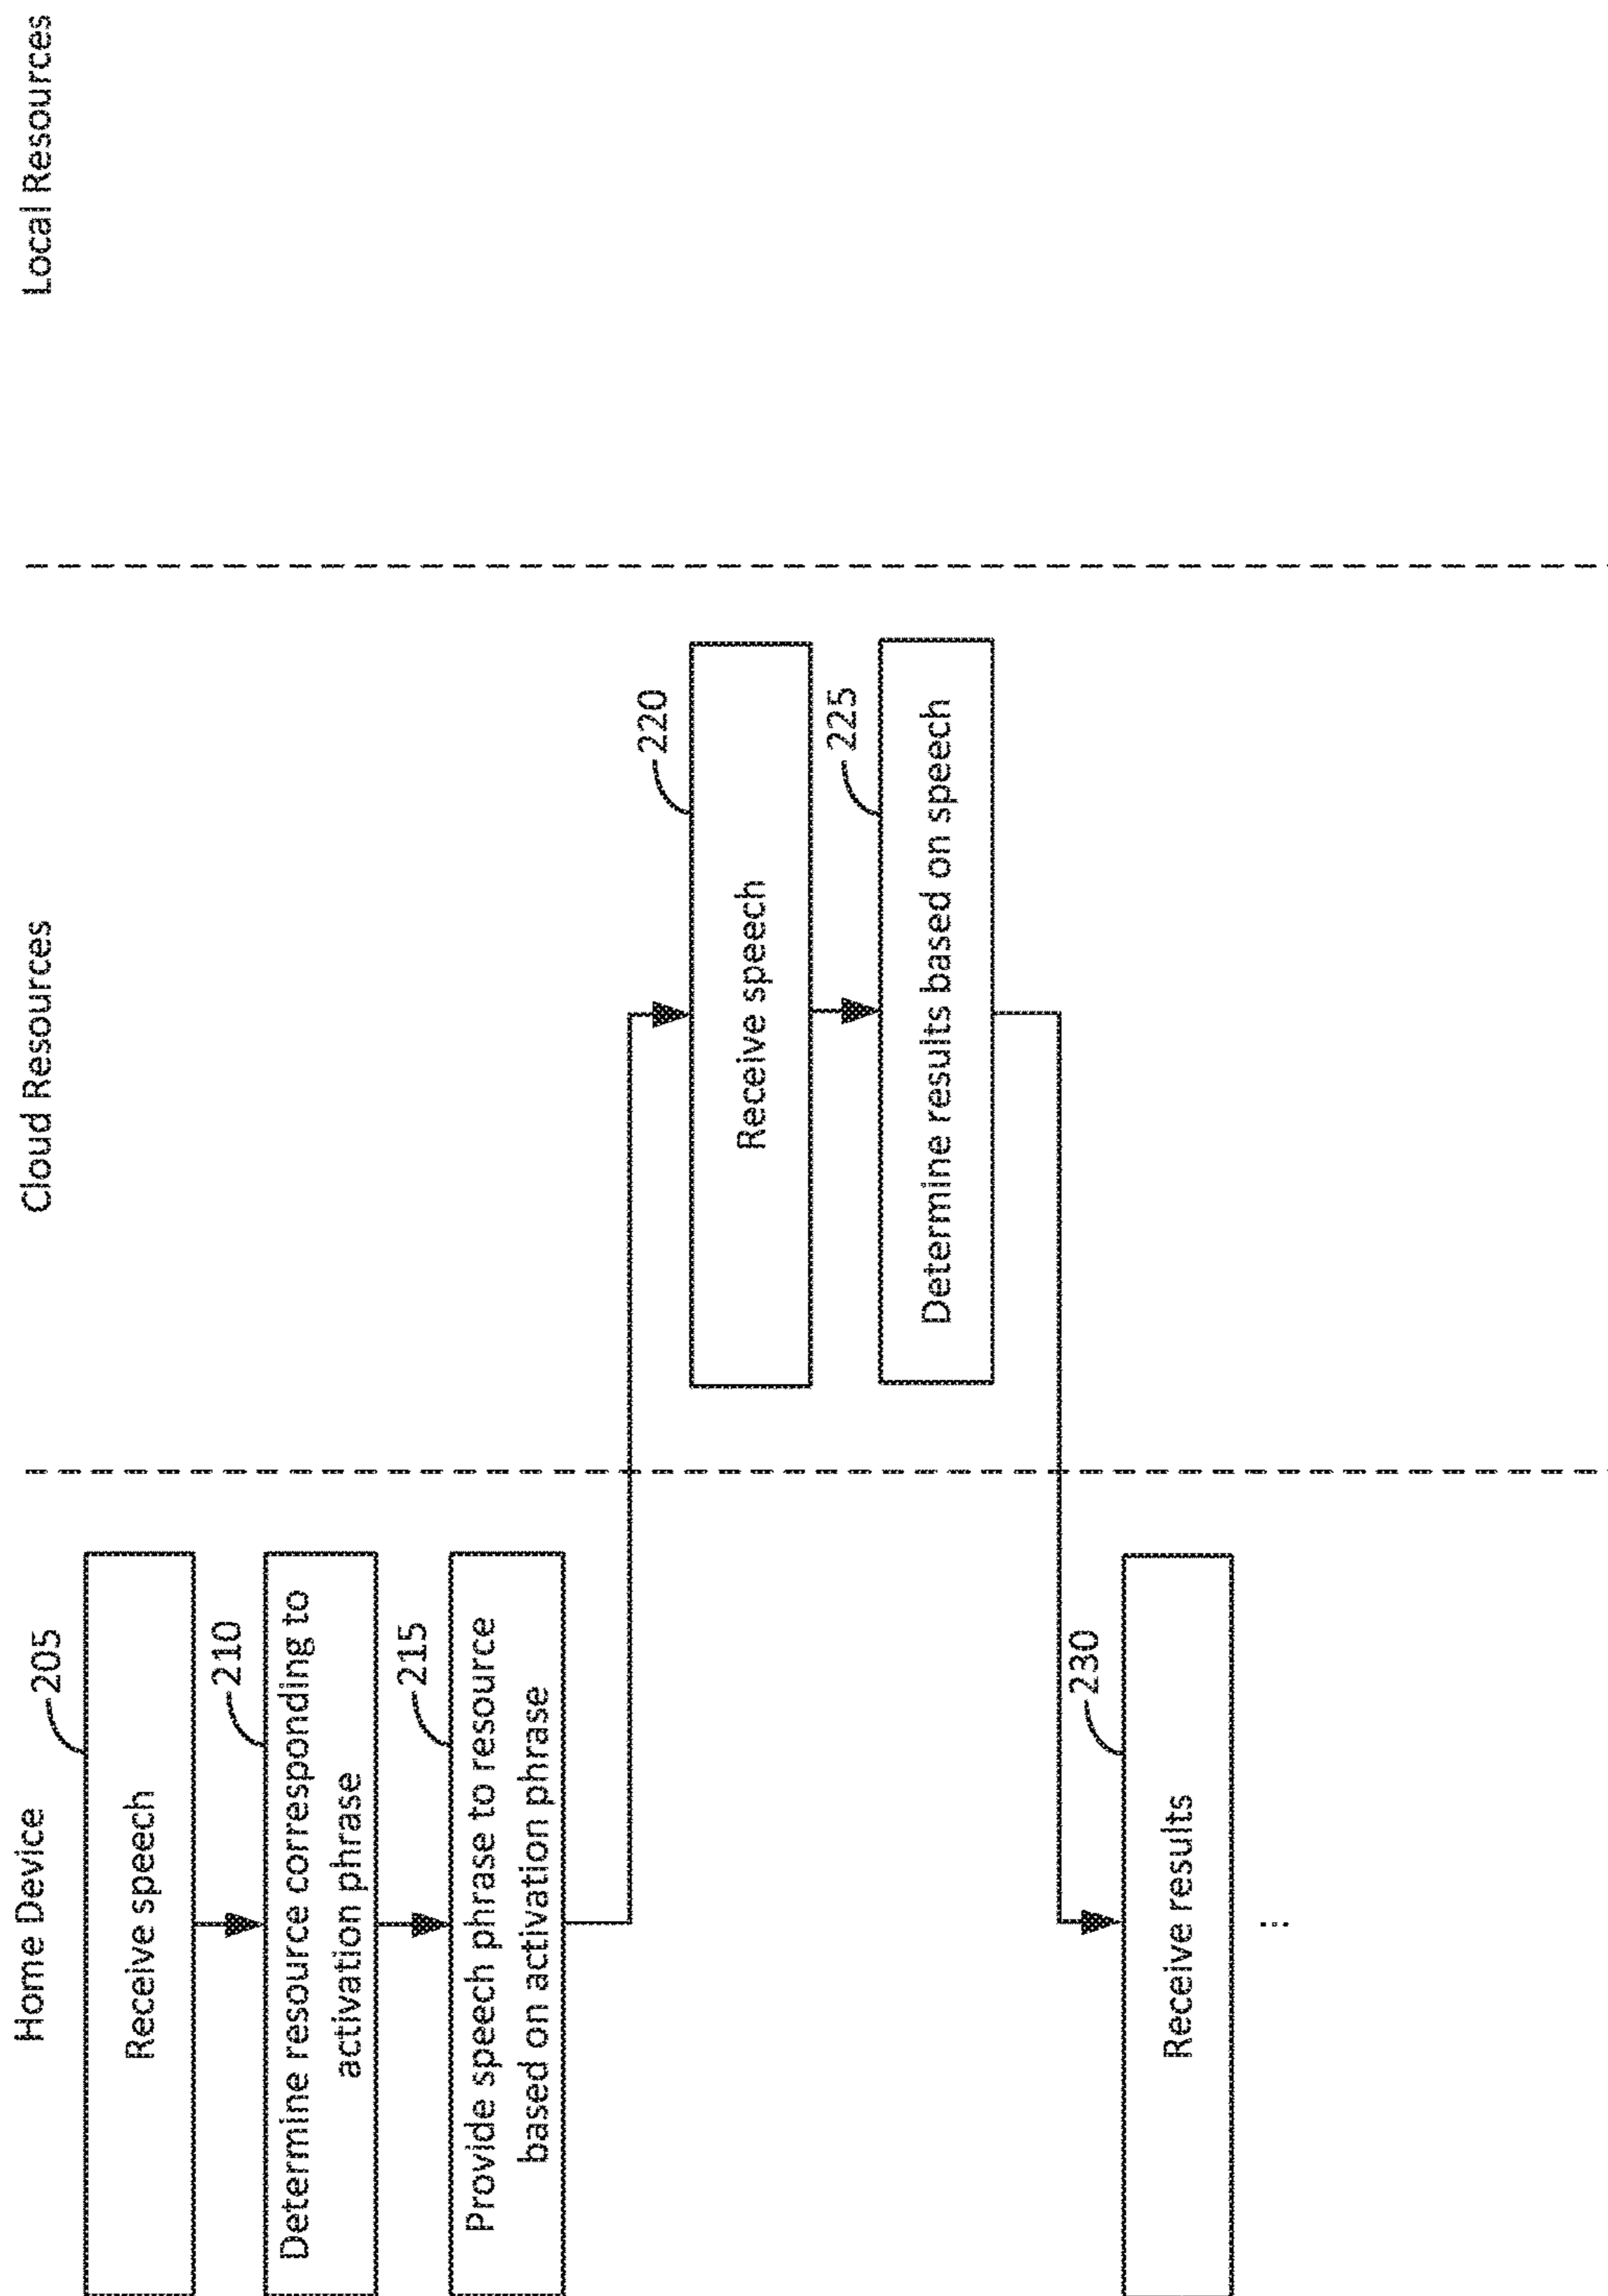 Home Device
Cloud Resources
Local Resources
205
Receive speech
210
Determine resource corresponding to
activation phrase
215
Provide speech phrase to resource
based on activation phrase
220
Receive speech
225
Determine results based on speech
230
Receive results
...